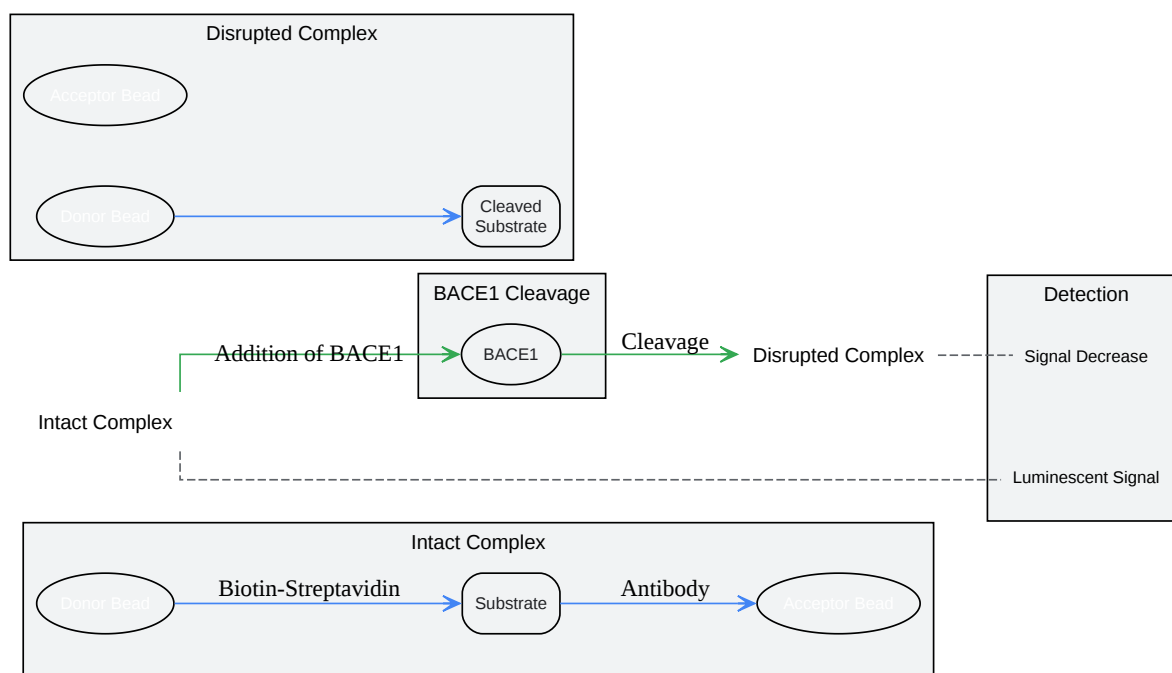 Disrupted Complex
Acceptor Bead
Donor Bead
Cleaved
Substrate
BACE1 Cleavage
Detection
Addition of BACE1
BACE1
Cleavage
Disrupted Complex
Signal Decrease
Intact Complex
Luminescent Signal
Intact Complex
Donor Bead
Biotin-Streptavidin
Substrate
Antibody
Acceptor Bead